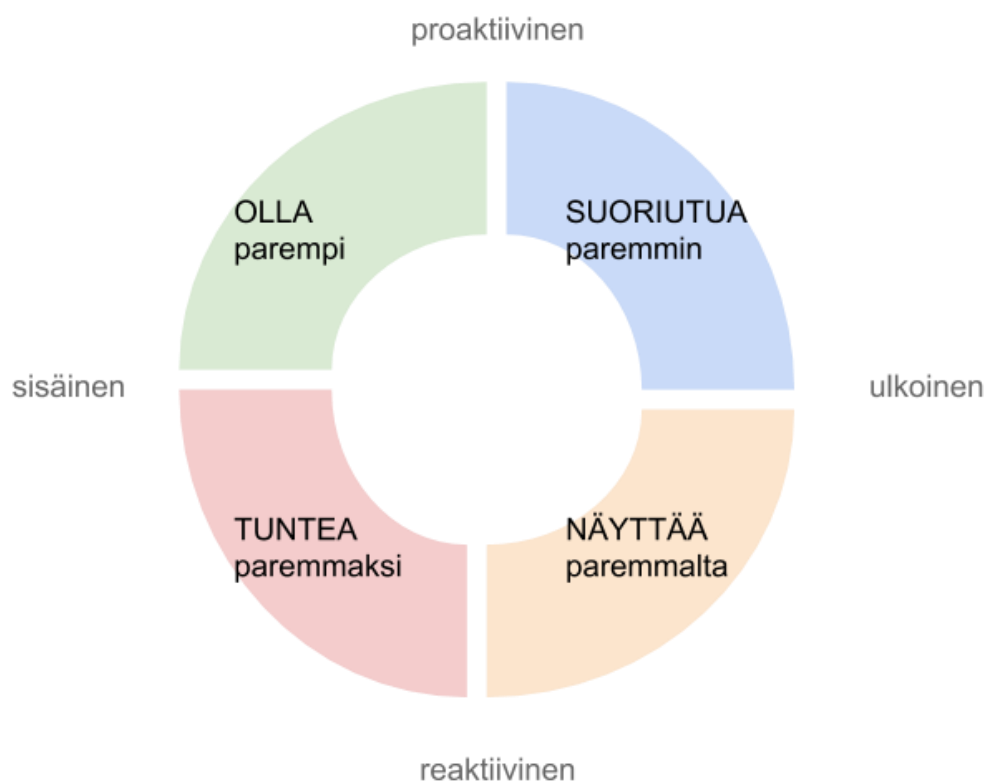 proaktiivinen
OLLA
parempi
SUORIUTUA
paremmin
sisäinen
ulkoinen
TUNTEA
paremmaksi
NÄYTTÄÄ
paremmalta
reaktiivinen